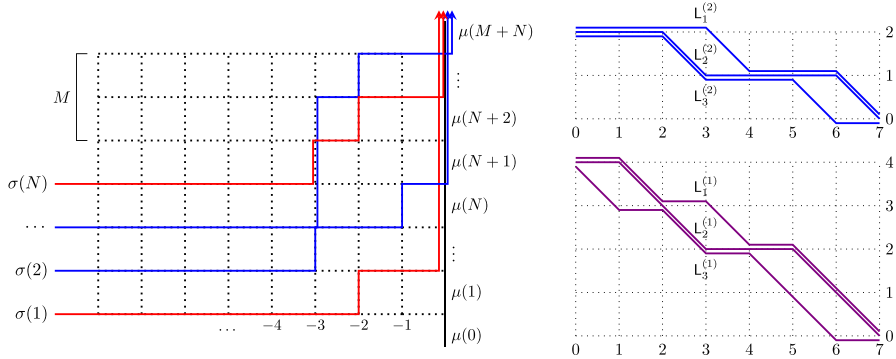 μ(M + N)
⋮
M
μ(N + 2)
μ(N + 1)
σ(N)
μ(N)
⋯
⋮
σ(2)
μ(1)
σ(1)
⋯ −4 −3 −2 −1
μ(0)
L₁⁽²⁾
2
L₂⁽²⁾
1
L₃⁽²⁾
0
0 1 2 3 4 5 6 7
4
L₁⁽¹⁾
3
L₂⁽¹⁾
2
L₃⁽¹⁾
1
0
0 1 2 3 4 5 6 7